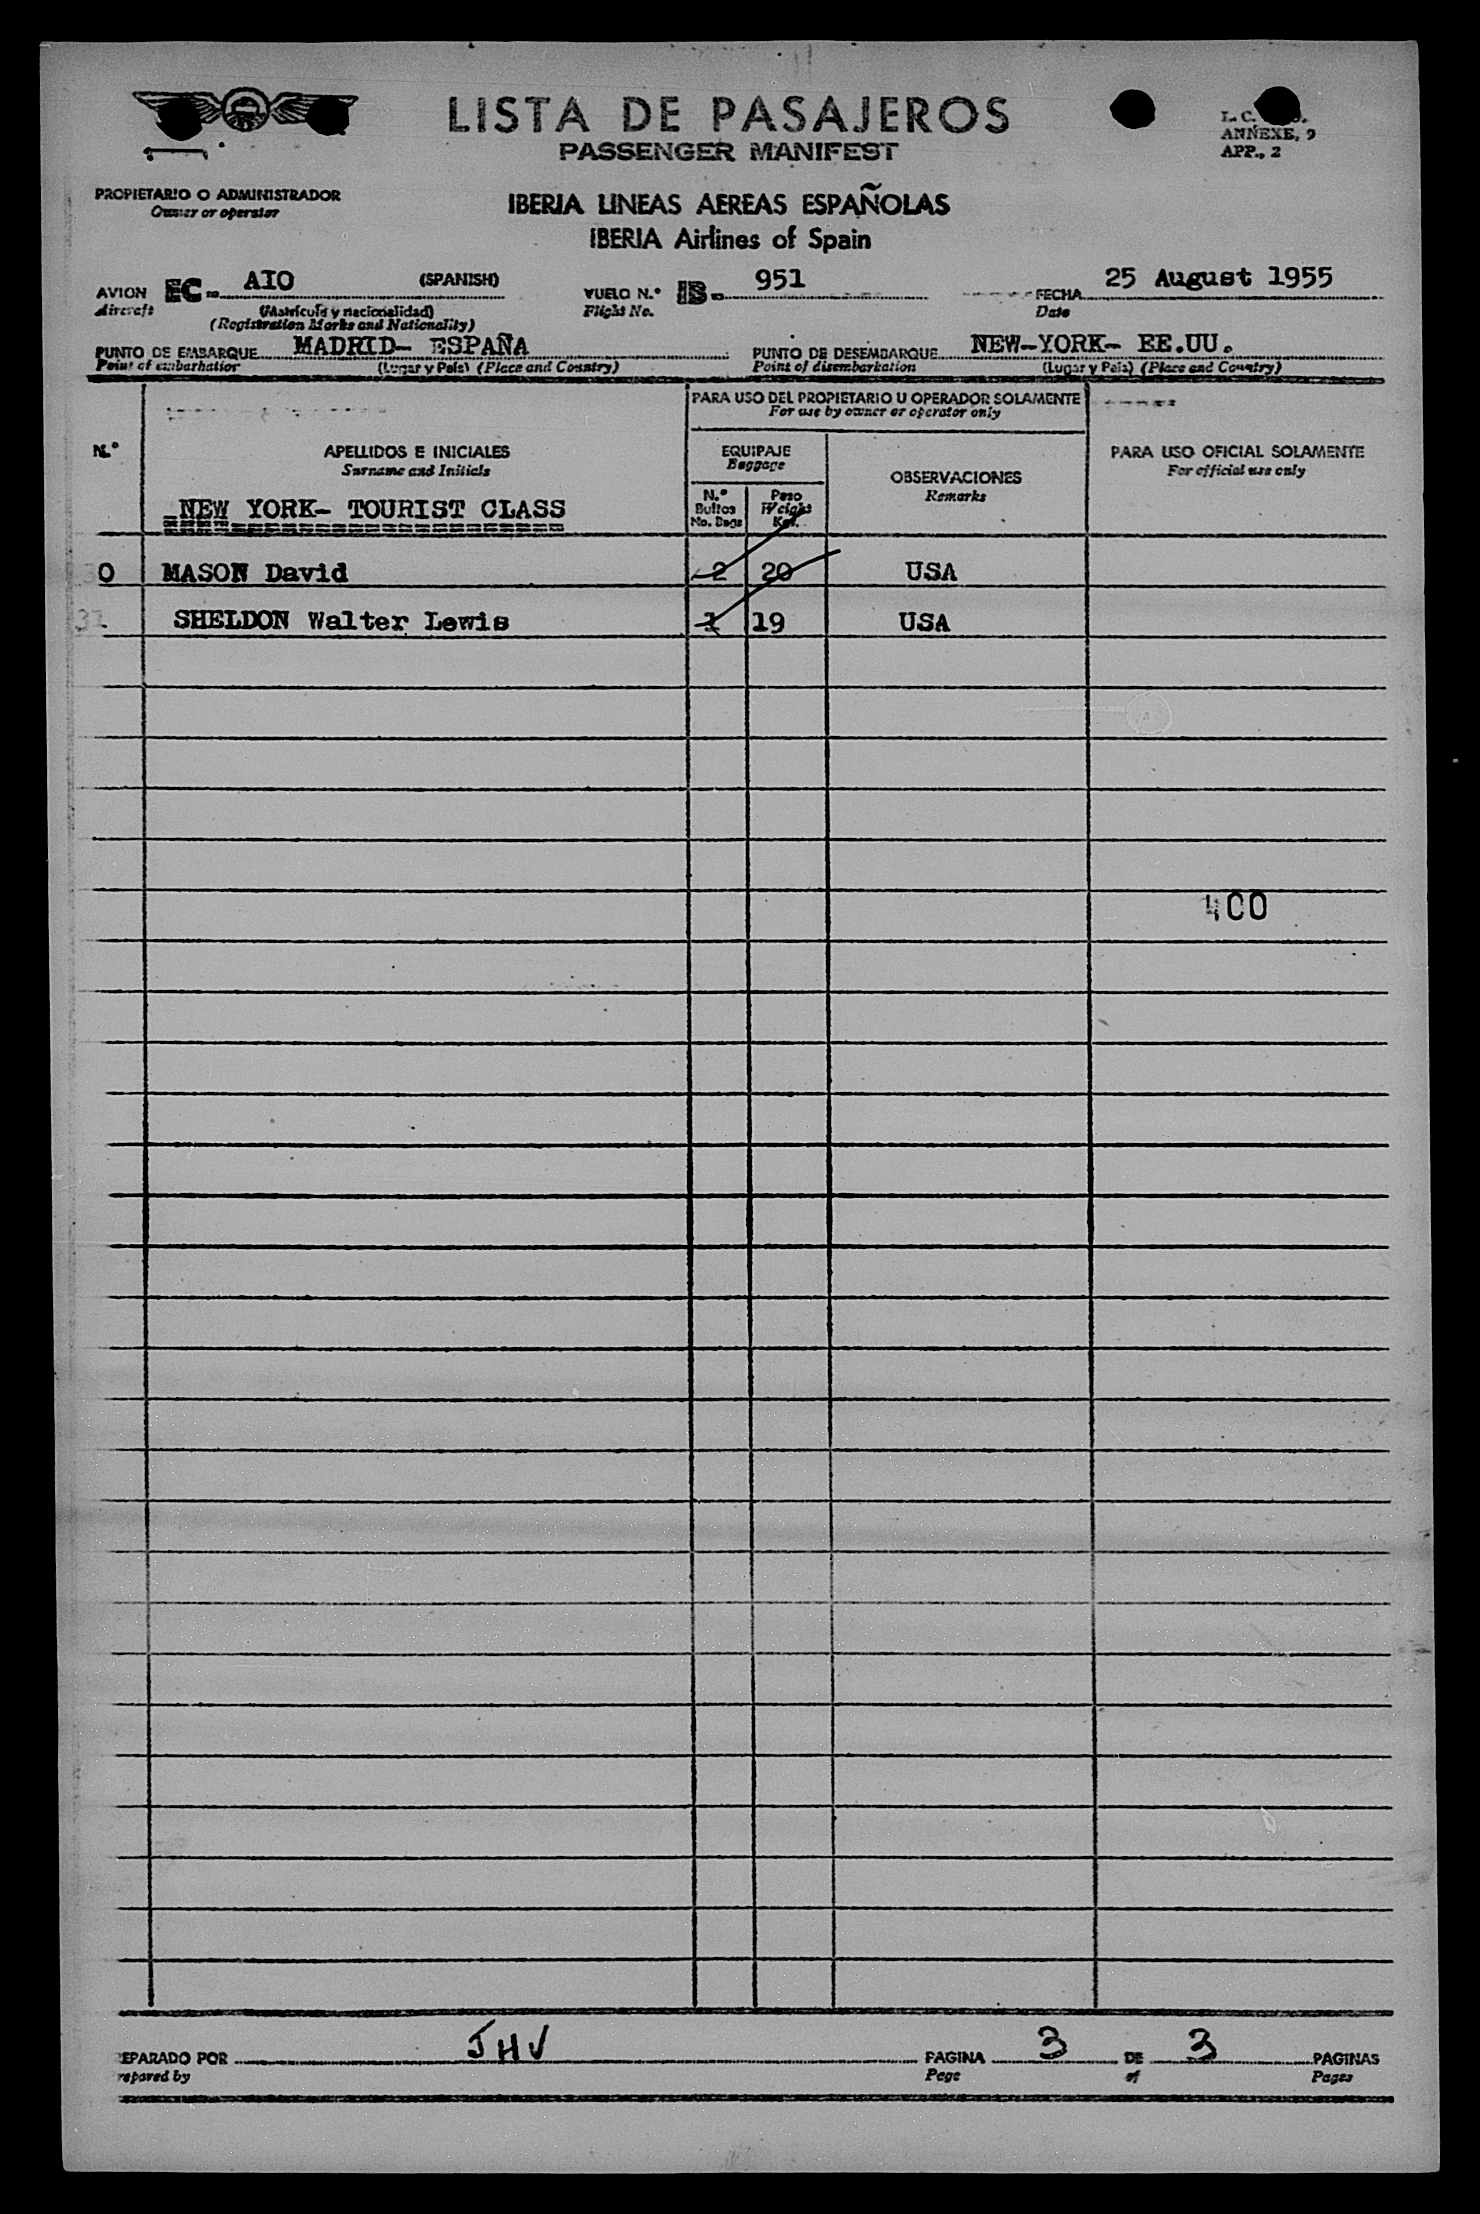 LISTA DE PASAJEROS
PASSENGER MANIFEST
ANNEXE, 9
APP., 2
PROPIETARIO O ADMINISTRADOR
Owner or operator
IBERIA LINEAS AEREAS ESPAÑOLAS
IBERIA Airlines of Spain
AVION EC- AIO (SPANISH) VUELO N.° IB- 951 FECHA 25 August 1955
Aircraft (Matrícula y nacionalidad) Flight No. Date
(Registration Marks and Nationality)
PUNTO DE EMBARQUE MADRID- ESPAÑA PUNTO DE DESEMBARQUE NEW-YORK- EE.UU.
Point of embarkation (Lugar y País) (Place and Country) Point of disembarkation (Lugar y País) (Place and Country)
PARA USO DEL PROPIETARIO U OPERADOR SOLAMENTE
For use by owner or operator only
N.° APELLIDOS E INICIALES EQUIPAJE OBSERVACIONES PARA USO OFICIAL SOLAMENTE
Surname and Initials Baggage Remarks For official use only
N.° Bultos Peso
No. Bags Weight Kgs.
NEW YORK- TOURIST CLASS
30 MASON David 2 20 USA
31 SHELDON Walter Lewis 1 19 USA
400
EPARADO POR JHV PAGINA 3 DE 3 PAGINAS
repared by Page of Pages